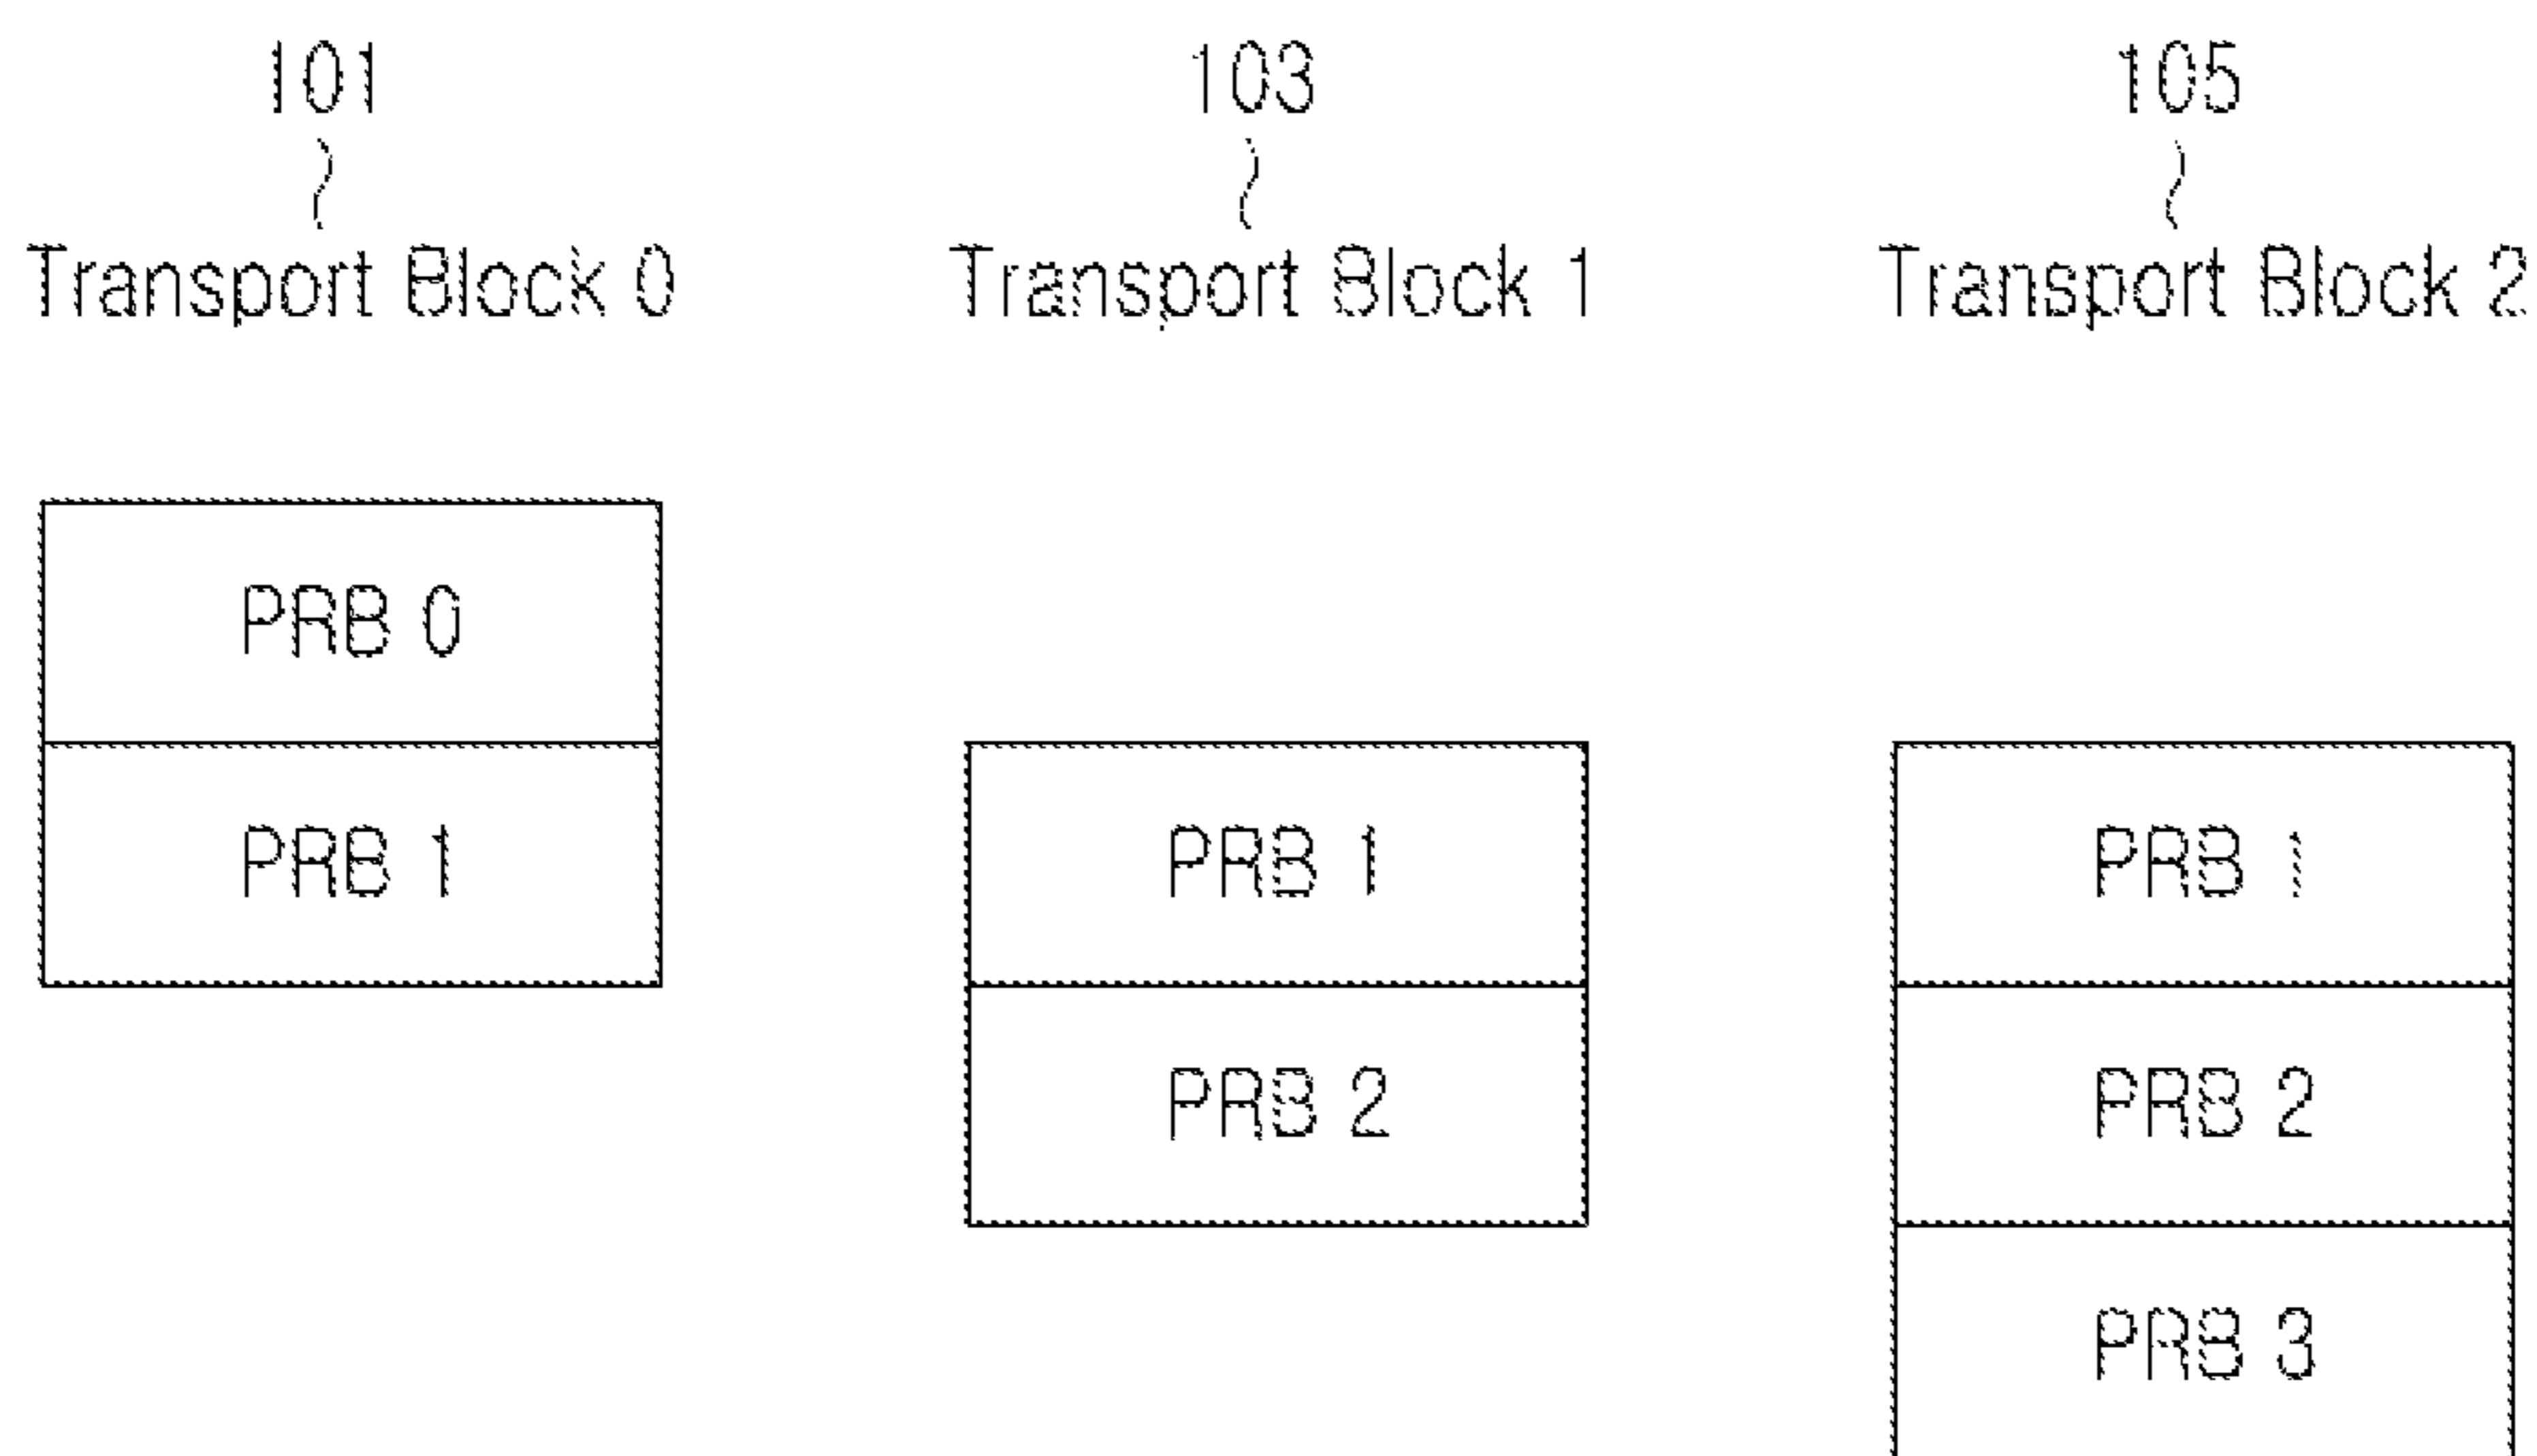 101 103 105
Transport Block 0 Transport Block 1 Transport Block 2
PRB 0
PRB 1 PRB 1 PRB 1
PRB 2 PRB 2
PRB 3